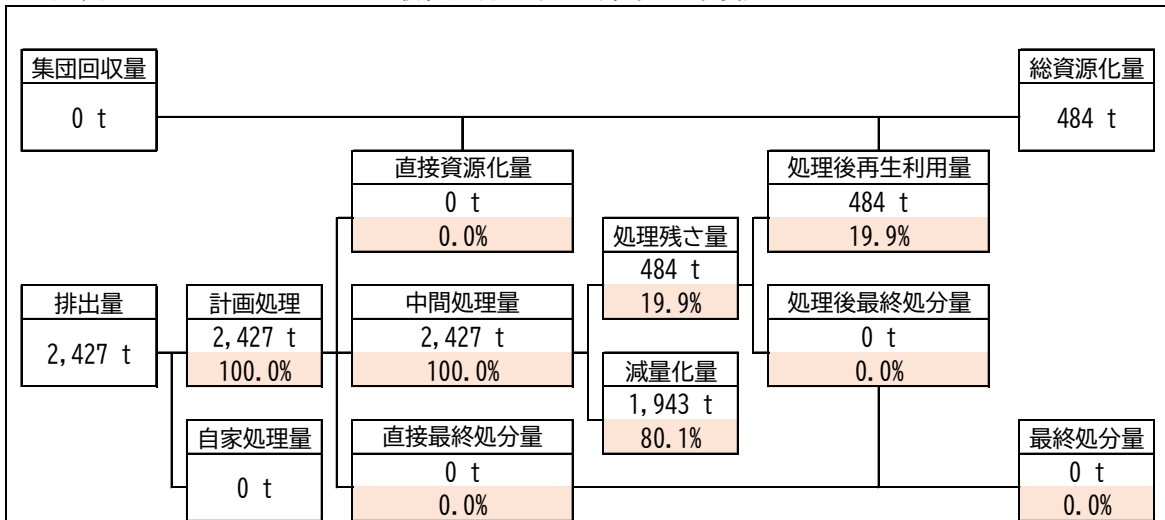 集団回収量
0 t
総資源化量
484 t
直接資源化量
0 t
0.0%
処理後再生利用量
484 t
19.9%
処理残さ量
484 t
19.9%
排出量
2,427 t
計画処理
2,427 t
100.0%
中間処理量
2,427 t
100.0%
処理後最終処分量
0 t
0.0%
減量化量
1,943 t
80.1%
自家処理量
0 t
直接最終処分量
0 t
0.0%
最終処分量
0 t
0.0%